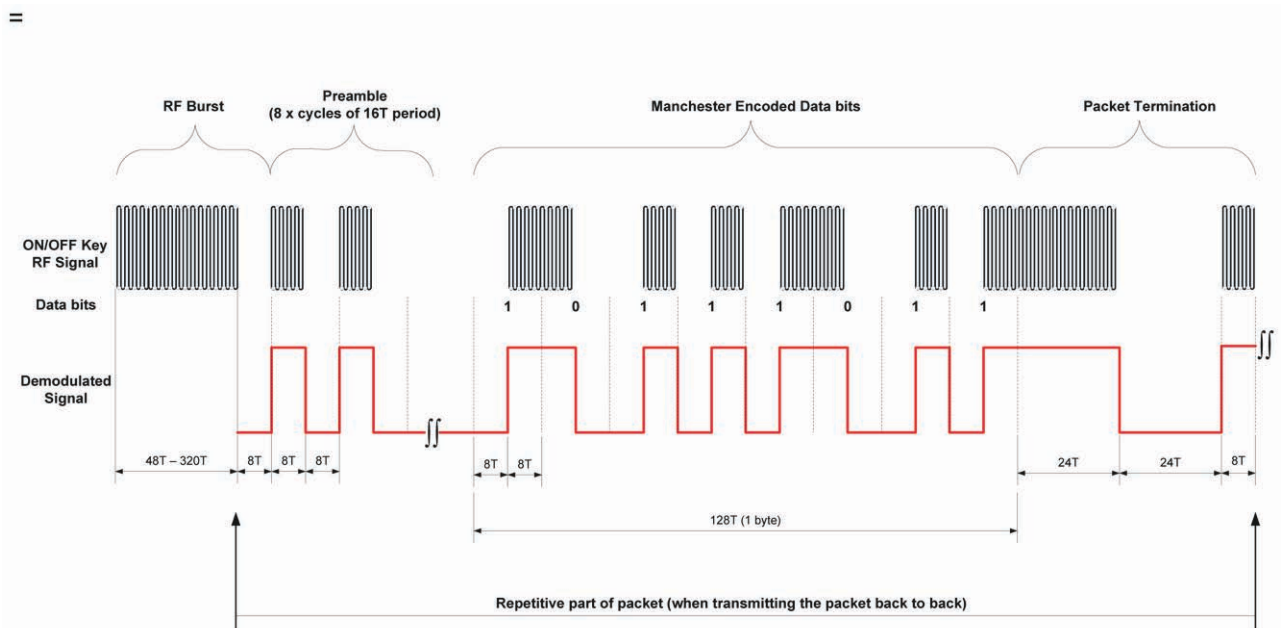 =
RF Burst
Preamble
(8 x cycles of 16T period)
Manchester Encoded Data bits
Packet Termination
ON/OFF Key
RF Signal
Data bits
1 0 1 1 1 0 1 1
Demodulated
Signal
∫∫
∫∫
48T – 320T
8T
8T
8T
8T
8T
24T
24T
8T
128T (1 byte)
Repetitive part of packet (when transmitting the packet back to back)